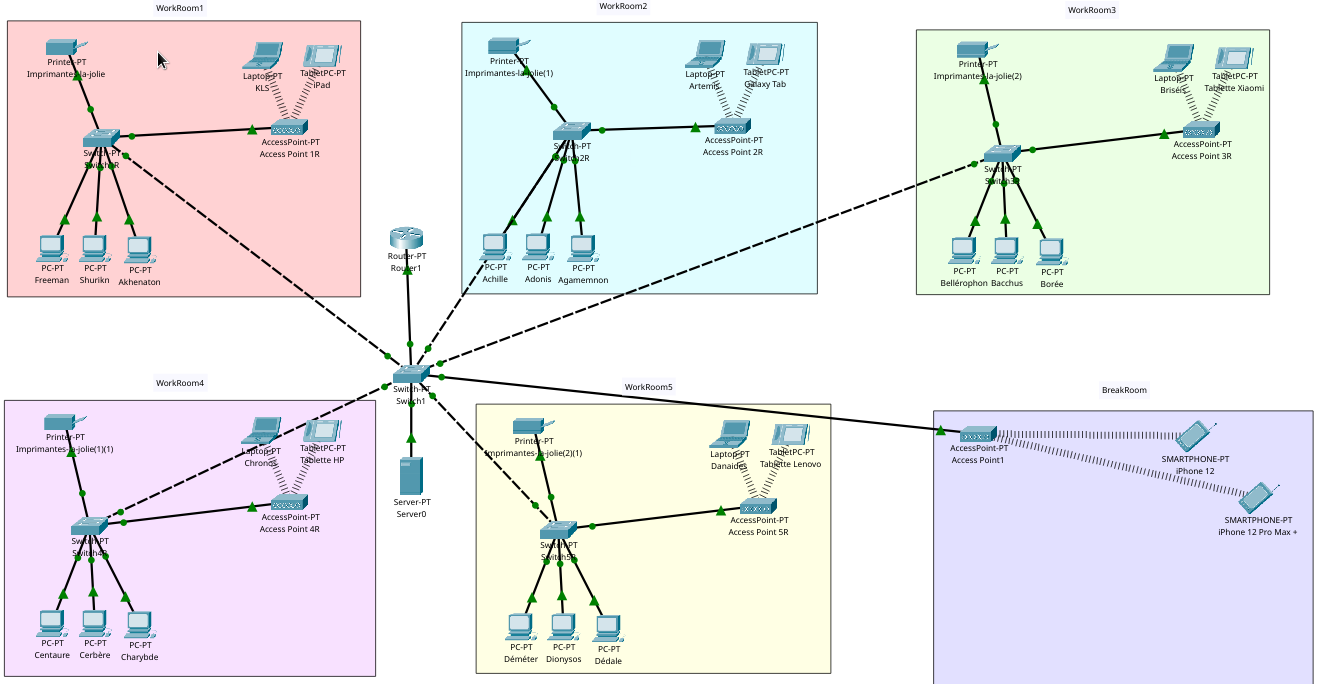 WorkRoom1
Printer-PT
Imprimantes-la-jolie
Laptop-PT
KLS
TabletPC-PT
iPad
Switch-PT
Switch1R
AccessPoint-PT
Access Point 1R
PC-PT
Freeman
PC-PT
Shurikn
PC-PT
Akhenaton
WorkRoom2
Printer-PT
Imprimantes-la-jolie(1)
Laptop-PT
Artemis
TabletPC-PT
Galaxy Tab
Switch-PT
Switch2R
AccessPoint-PT
Access Point 2R
PC-PT
Achille
PC-PT
Adonis
PC-PT
Agamemnon
WorkRoom3
Printer-PT
Imprimantes-la-jolie(2)
Laptop-PT
Briséis
TabletPC-PT
Tablette Xiaomi
Switch-PT
Switch3R
AccessPoint-PT
Access Point 3R
PC-PT
Bellérophon
PC-PT
Bacchus
PC-PT
Borée
Router-PT
Router1
Switch-PT
Switch1
Server-PT
Server0
WorkRoom4
Printer-PT
Imprimantes-la-jolie(1)(1)
Laptop-PT
Chronos
TabletPC-PT
Tablette HP
Switch-PT
Switch4R
AccessPoint-PT
Access Point 4R
PC-PT
Centaure
PC-PT
Cerbère
PC-PT
Charybde
WorkRoom5
Printer-PT
Imprimantes-la-jolie(2)(1)
Laptop-PT
Danaides
TabletPC-PT
Tablette Lenovo
Switch-PT
Switch5R
AccessPoint-PT
Access Point 5R
PC-PT
Déméter
PC-PT
Dionysos
PC-PT
Dédale
BreakRoom
AccessPoint-PT
Access Point1
SMARTPHONE-PT
iPhone 12
SMARTPHONE-PT
iPhone 12 Pro Max +